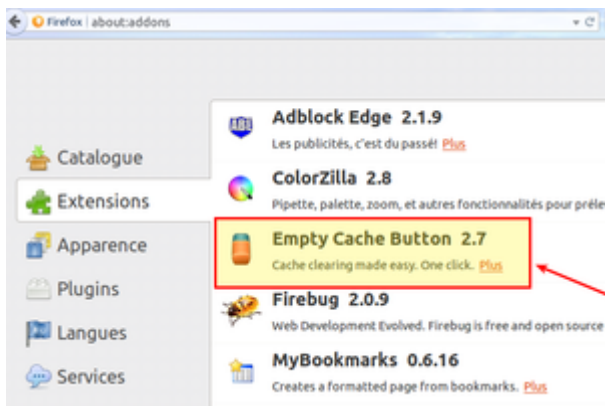 Firefox about:addons
Catalogue
Extensions
Apparence
Plugins
Langues
Services
Adblock Edge 2.1.9
Les publicités, c'est du passé! Plus
ColorZilla 2.8
Pipette, palette, zoom, et autres fonctionnalités pour préle
Empty Cache Button 2.7
Cache clearing made easy. One click. Plus
Firebug 2.0.9
Web Development Evolved. Firebug is free and open source
MyBookmarks 0.6.16
Creates a formatted page from bookmarks. Plus